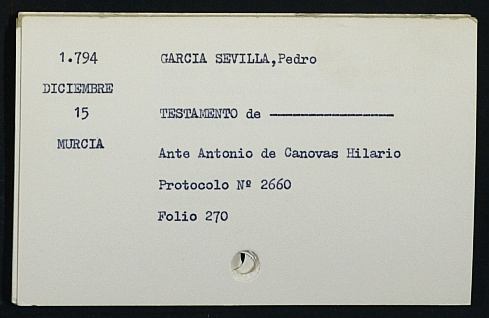 1.794 GARCIA SEVILLA,Pedro
DICIEMBRE
15 TESTAMENTO de --------------------
MURCIA
Ante Antonio de Canovas Hilario
Protocolo Nº 2660
Folio 270